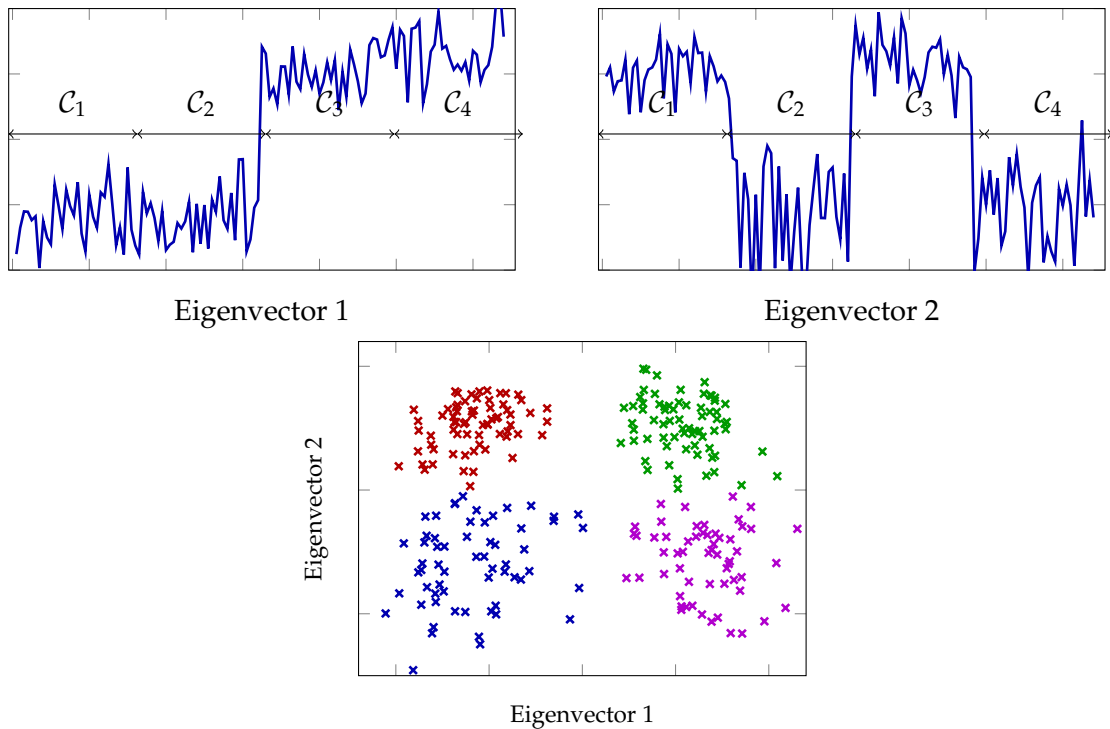 C₁ C₂ C₃ C₄
C₁ C₂ C₃ C₄
Eigenvector 1
Eigenvector 2
Eigenvector 2
Eigenvector 1